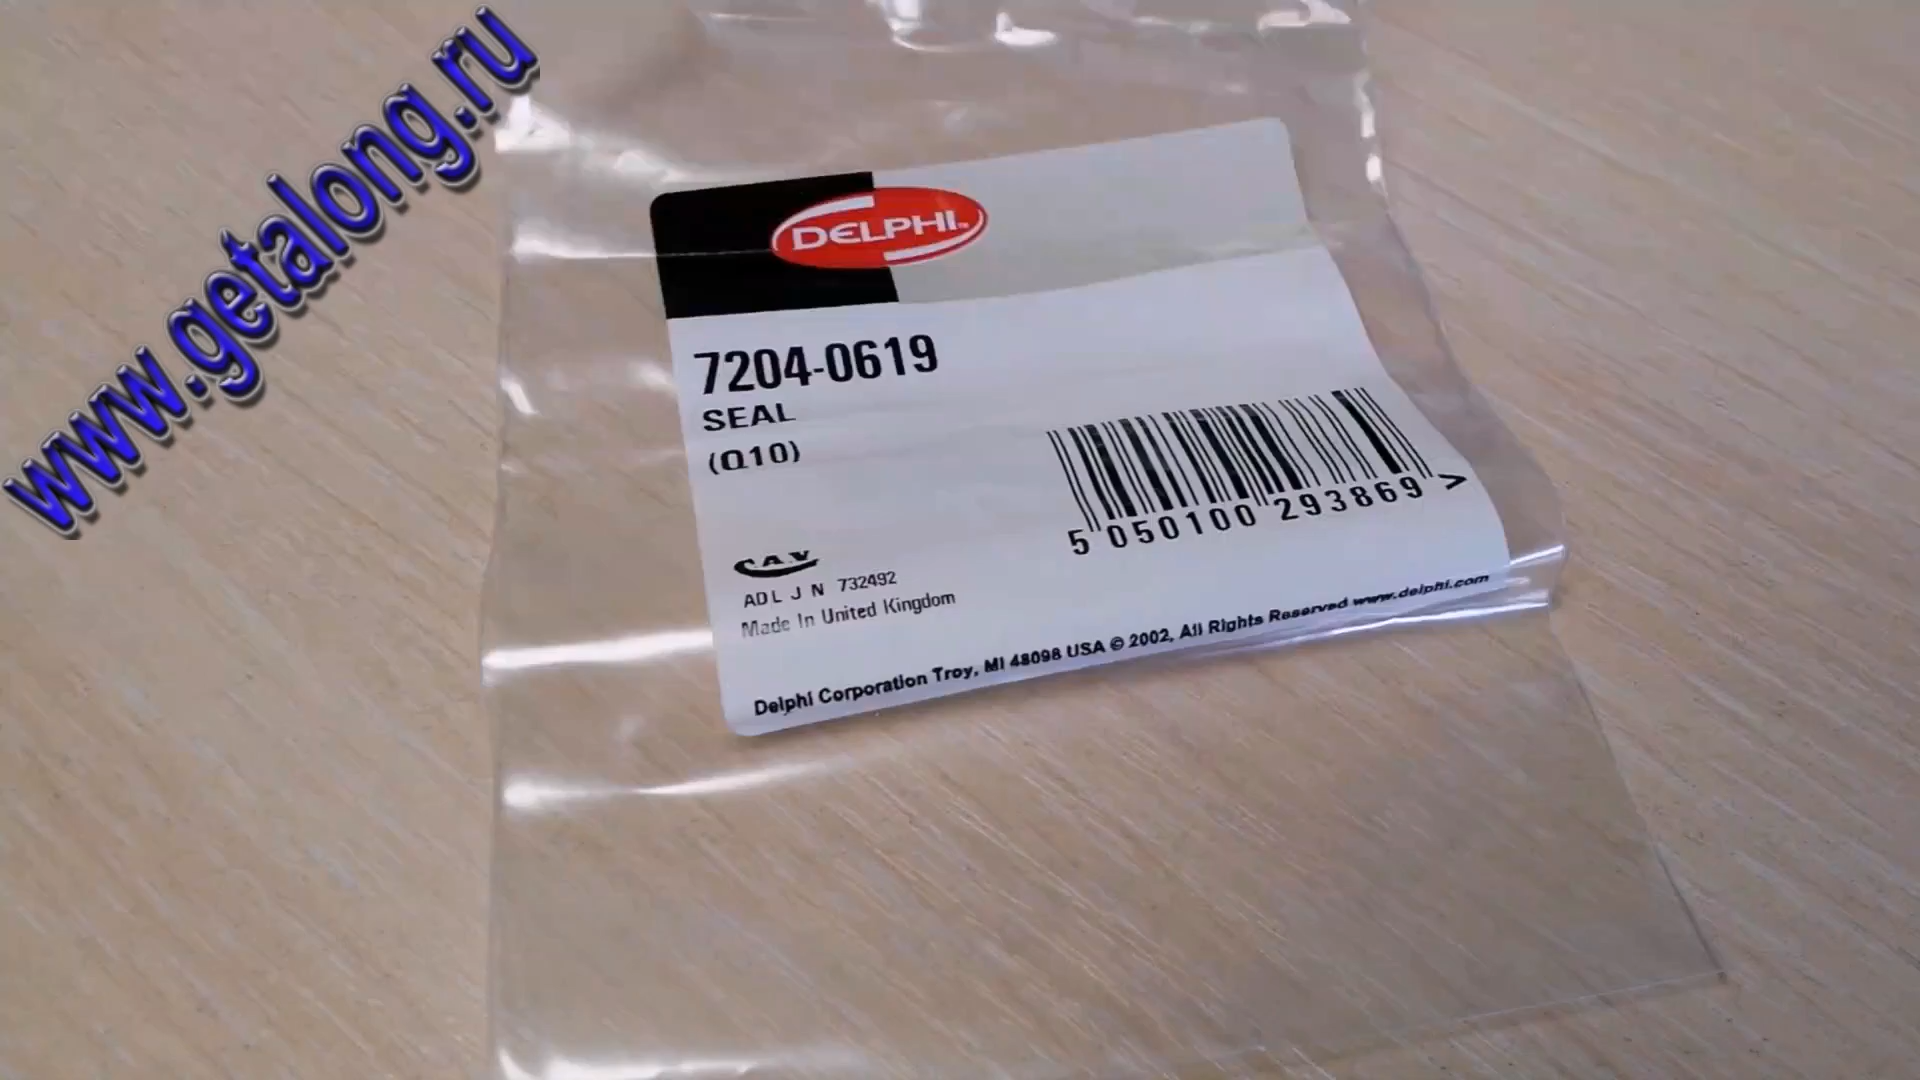 www.getalong.ru
DELPHI
7204-0619
SEAL
(Q10)
5 050100 293869 >
C.A.V
ADL J N 732492
Made In United Kingdom
Delphi Corporation Troy, MI 48098 USA © 2002, All Rights Reserved www.delphi.com